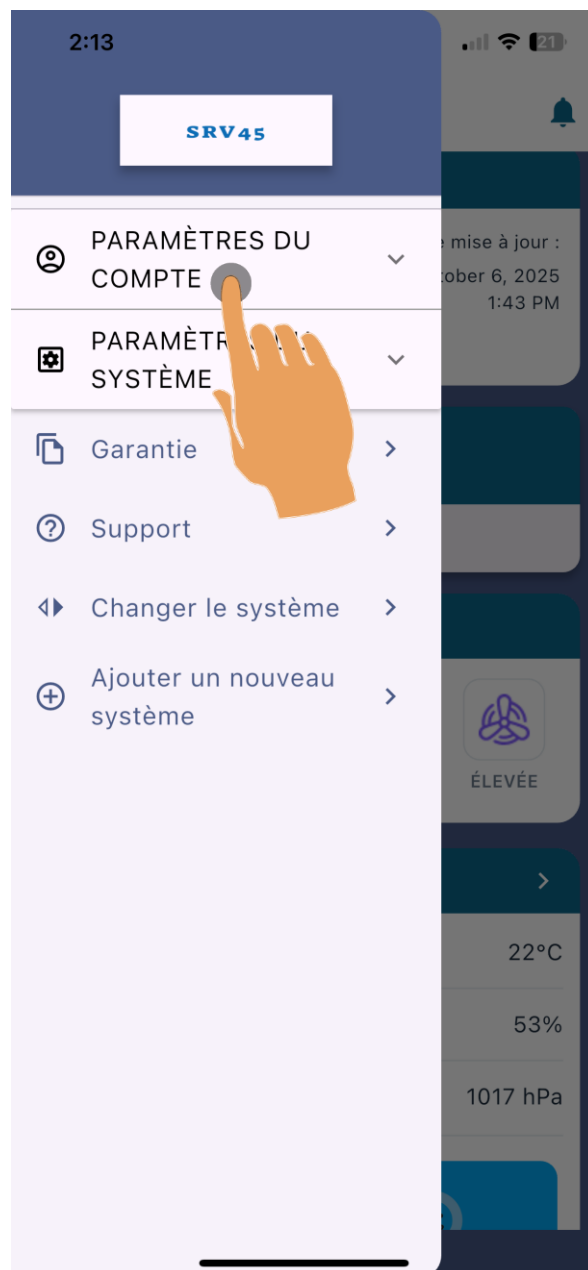 2:13
21
SRV45
PARAMÈTRES DU
COMPTE
SYSTÈME
Garantie
Support
Changer le système
Ajouter un nouveau
système
mise à jour :
6, 2025
1:43 PM
ÉLEVÉE
22°C
53%
1017 hPa